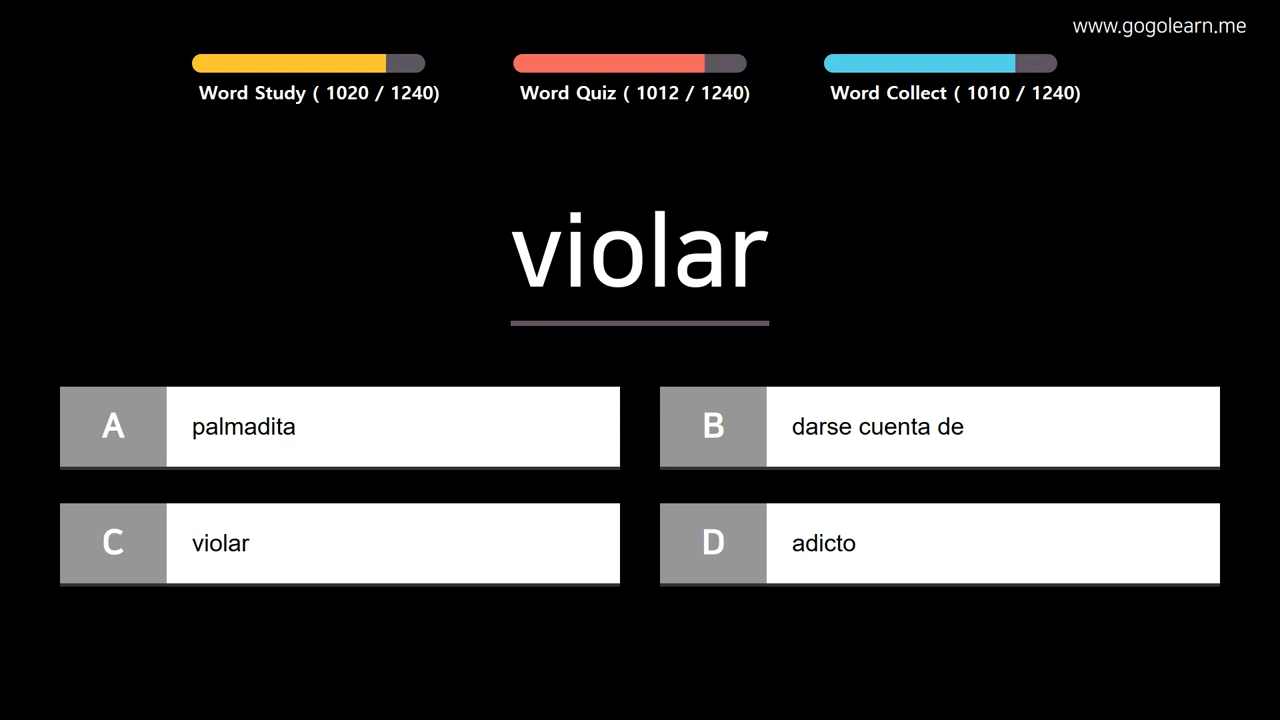 www.gogolearn.me
Word Study ( 1020 / 1240)
Word Quiz ( 1012 / 1240)
Word Collect ( 1010 / 1240)
violar
A palmadita
B darse cuenta de
C violar
D adicto